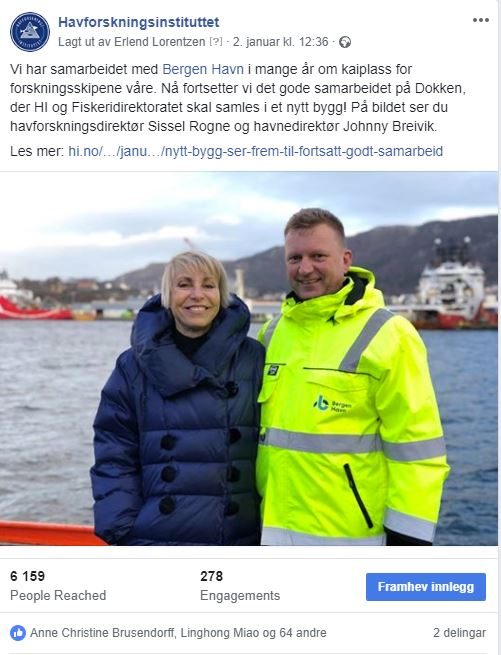 Havforskningsinstituttet
Lagt ut av Erlend Lorentzen [?] · 2. januar kl. 12:36 ·
Vi har samarbeidet med Bergen Havn i mange år om kaiplass for
forskningsskipene våre. Nå fortsetter vi det gode samarbeidet på Dokken,
der HI og Fiskeridirektoratet skal samles i et nytt bygg! På bildet ser du
havforskningsdirektør Sissel Rogne og havnedirektør Johnny Breivik.
Les mer: hi.no/…/janu…/nytt-bygg-ser-frem-til-fortsatt-godt-samarbeid
Bergen
Havn
6 159
People Reached
278
Engagements
Framhev innlegg
Anne Christine Brusendorff, Linghong Miao og 64 andre
2 delinger